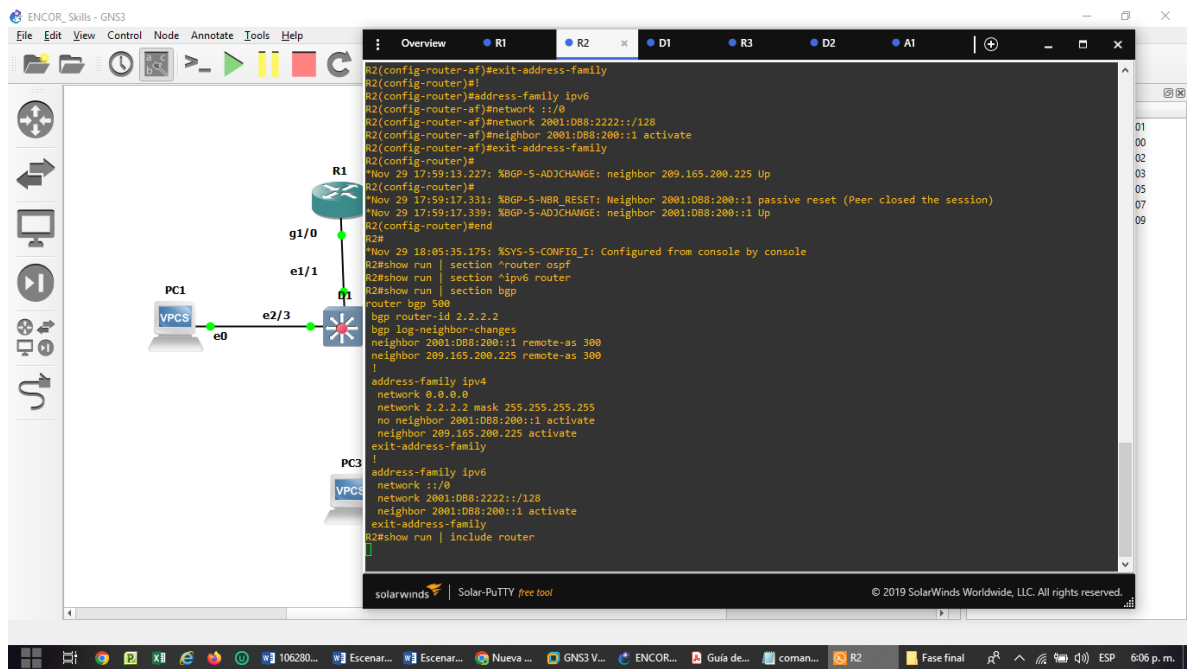 ENCOR_Skills - GNS3
File Edit View Control Node Annotate Tools Help
Overview R1 R2 × D1 R3 D2 A1
R2(config-router-af)#exit-address-family
R2(config-router)#!
R2(config-router)#address-family ipv6
R2(config-router-af)#network ::/0
R2(config-router-af)#network 2001:DB8:2222::/128
R2(config-router-af)#neighbor 2001:DB8:200::1 activate
R2(config-router-af)#exit-address-family
R2(config-router)#
*Nov 29 17:59:13.227: %BGP-5-ADJCHANGE: neighbor 209.165.200.225 Up
R2(config-router)#
*Nov 29 17:59:17.331: %BGP-5-NBR_RESET: Neighbor 2001:DB8:200::1 passive reset (Peer closed the session)
*Nov 29 17:59:17.339: %BGP-5-ADJCHANGE: neighbor 2001:DB8:200::1 Up
R2(config-router)#end
R2#
*Nov 29 18:05:35.175: %SYS-5-CONFIG_I: Configured from console by console
R2#show run | section ^router ospf
R2#show run | section ^ipv6 router
R2#show run | section bgp
router bgp 500
bgp router-id 2.2.2.2
bgp log-neighbor-changes
neighbor 2001:DB8:200::1 remote-as 300
neighbor 209.165.200.225 remote-as 300
!
address-family ipv4
network 0.0.0.0
network 2.2.2.2 mask 255.255.255.255
no neighbor 2001:DB8:200::1 activate
neighbor 209.165.200.225 activate
exit-address-family
!
address-family ipv6
network ::/0
network 2001:DB8:2222::/128
neighbor 2001:DB8:200::1 activate
exit-address-family
R2#show run | include router
solarwinds Solar-PuTTY free tool
© 2019 SolarWinds Worldwide, LLC. All rights reserved.
R1
g1/0
e1/1
PC1
D1
VPCS
e2/3
e0
PC3
VPCS
01
00
02
03
05
07
09
106280... Escenar... Escenar... Nueva ... GNS3 V... ENCOR... Guía de... coman... R2 Fase final ESP 6:06 p. m.